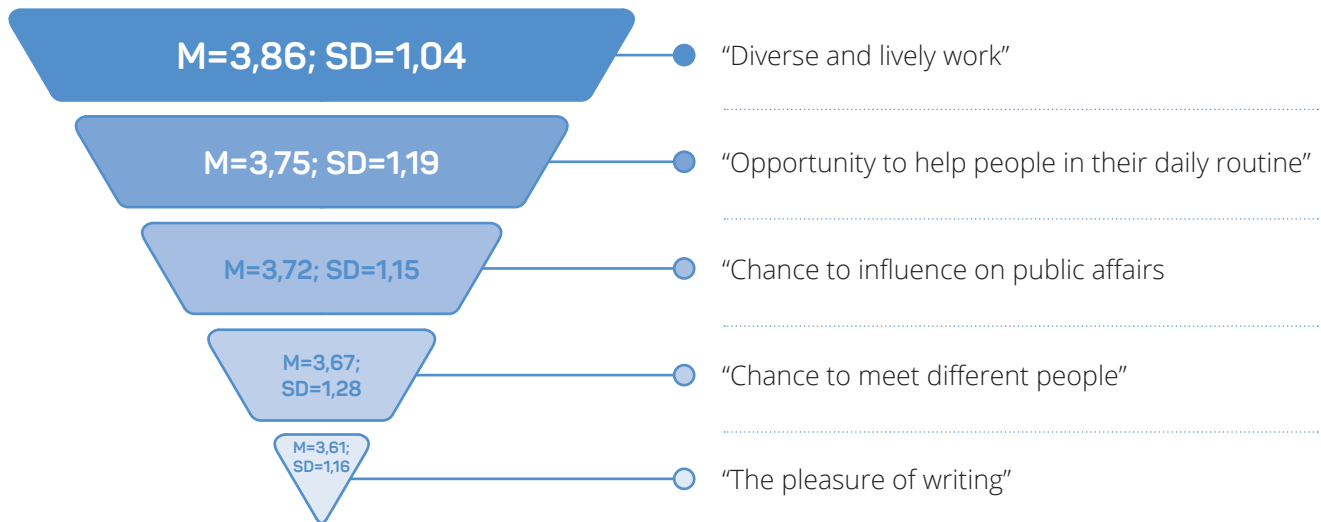 M=3,86; SD=1,04
“Diverse and lively work”
M=3,75; SD=1,19
“Opportunity to help people in their daily routine”
M=3,72; SD=1,15
“Chance to influence on public affairs
M=3,67;
SD=1,28
“Chance to meet different people”
M=3,61;
SD=1,16
“The pleasure of writing”